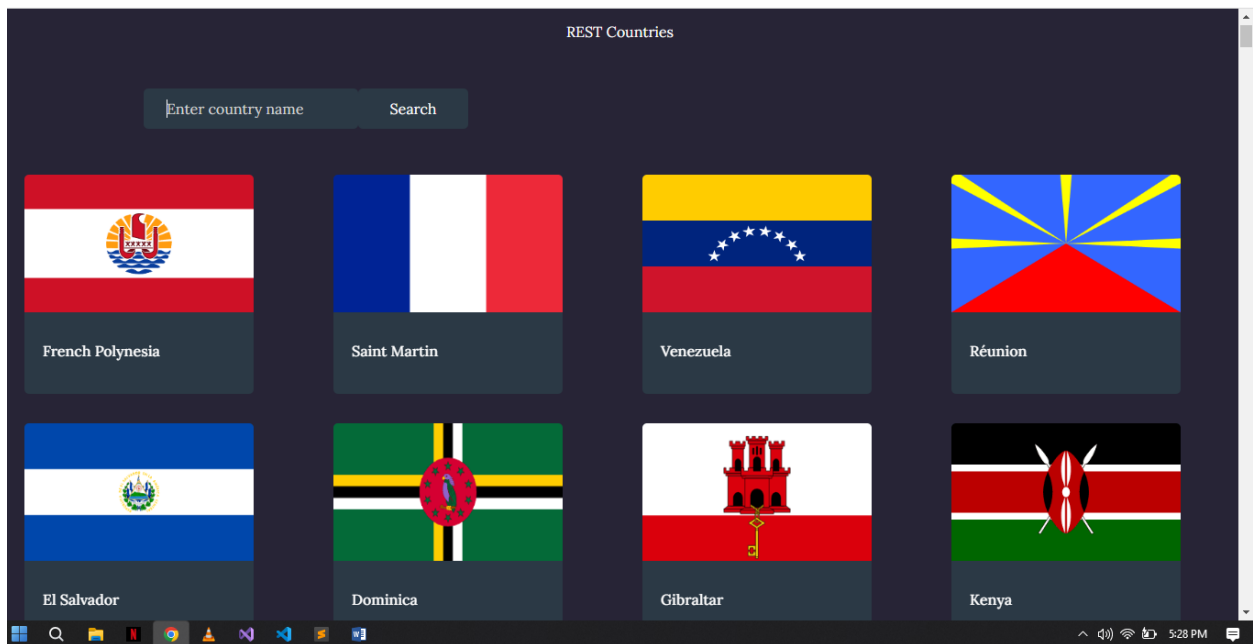 REST Countries
Enter country name
Search
French Polynesia
Saint Martin
Venezuela
Réunion
El Salvador
Dominica
Gibraltar
Kenya
5:28 PM